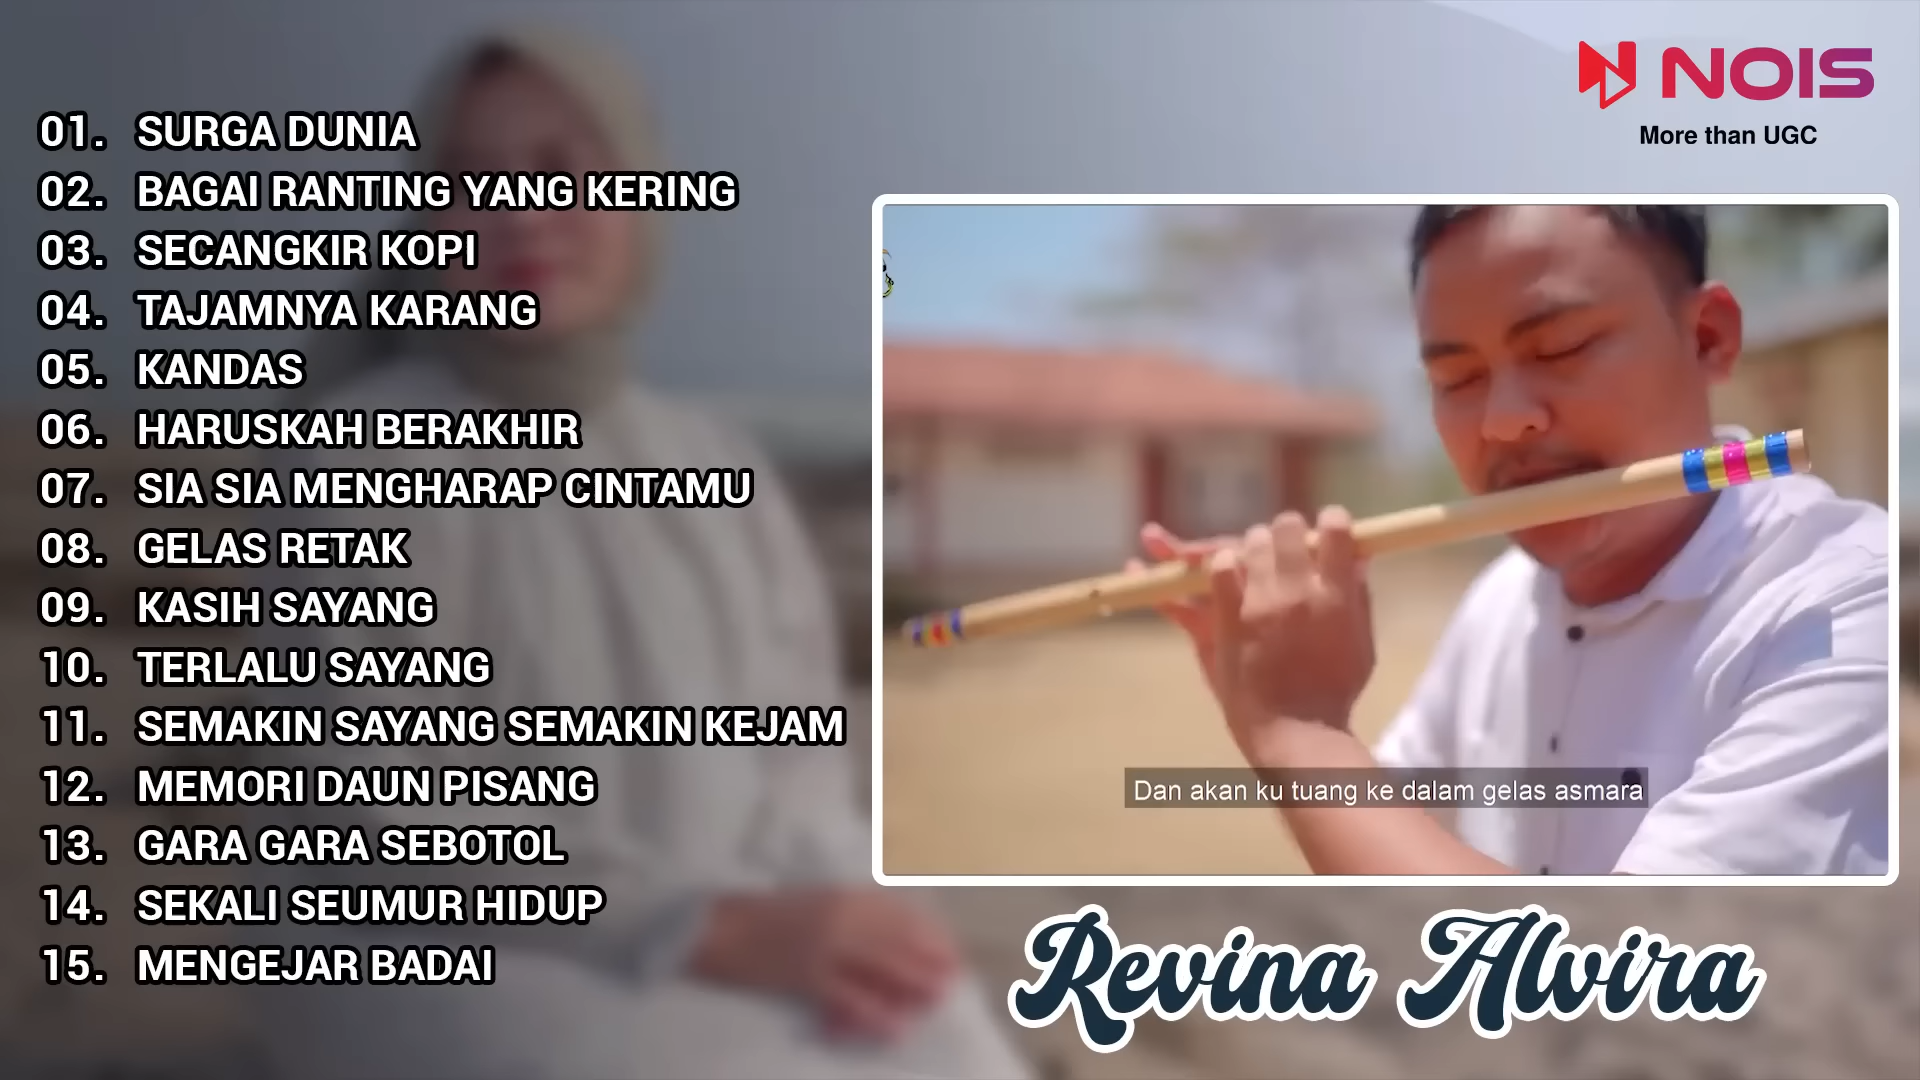 01. SURGA DUNIA
02. BAGAI RANTING YANG KERING
03. SECANGKIR KOPI
04. TAJAMNYA KARANG
05. KANDAS
06. HARUSKAH BERAKHIR
07. SIA SIA MENGHARAP CINTAMU
08. GELAS RETAK
09. KASIH SAYANG
10. TERLALU SAYANG
11. SEMAKIN SAYANG SEMAKIN KEJAM
12. MEMORI DAUN PISANG
13. GARA GARA SEBOTOL
14. SEKALI SEUMUR HIDUP
15. MENGEJAR BADAI
NOIS
More than UGC
Dan akan ku tuang ke dalam gelas asmara
Revina Alvira